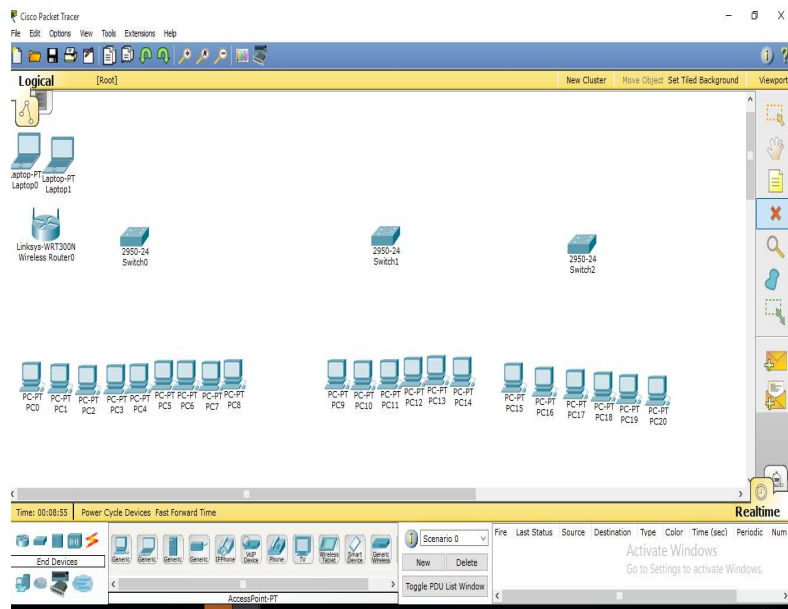 Cisco Packet Tracer
File Edit Options View Tools Extensions Help
Logical [Root] New Cluster Move Object Set Tiled Background Viewport
aptop-PT Laptop-PT
Laptop0 Laptop1
Linksys-WRT300N
Wireless Router0
2950-24
Switch0
2950-24
Switch1
2950-24
Switch2
PC-PT PC-PT PC-PT PC-PT PC-PT PC-PT PC-PT PC-PT PC-PT
PC0 PC1 PC2 PC3 PC4 PC5 PC6 PC7 PC8
PC-PT PC-PT PC-PT PC-PT PC-PT PC-PT
PC9 PC10 PC11 PC12 PC13 PC14
PC-PT PC-PT PC-PT PC-PT PC-PT PC-PT
PC15 PC16 PC17 PC18 PC19 PC20
Time: 00:08:55 Power Cycle Devices Fast Forward Time Realtime
End Devices
Generic Generic Generic Generic IPPhone VoIP Device Phone TV Wireless Tablet Smart Device Generic Wireless
AccessPoint-PT
Scenario 0
New Delete
Toggle PDU List Window
Fire Last Status Source Destination Type Color Time (sec) Periodic Num
Activate Windows
Go to Settings to activate Windows.